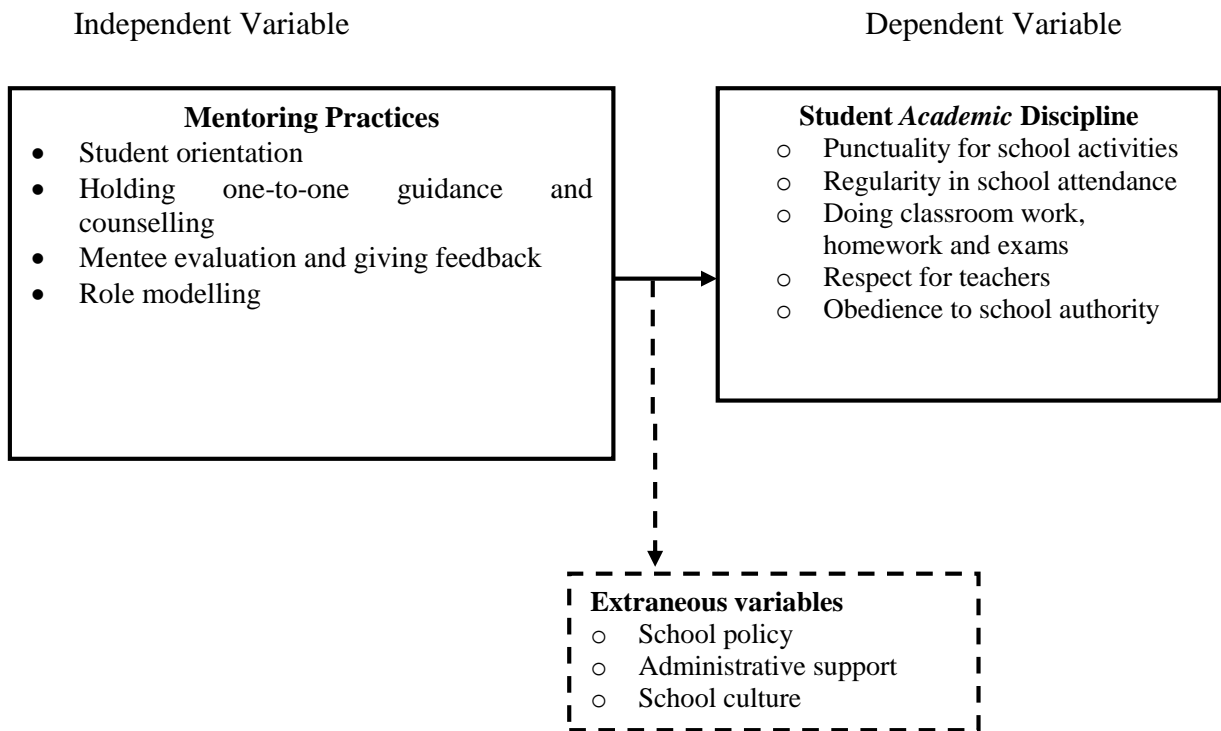 Independent Variable
Dependent Variable
Mentoring Practices
• Student orientation
• Holding one-to-one guidance and
counselling
• Mentee evaluation and giving feedback
• Role modelling
Student Academic Discipline
o Punctuality for school activities
o Regularity in school attendance
o Doing classroom work,
homework and exams
o Respect for teachers
o Obedience to school authority
Extraneous variables
o School policy
o Administrative support
o School culture